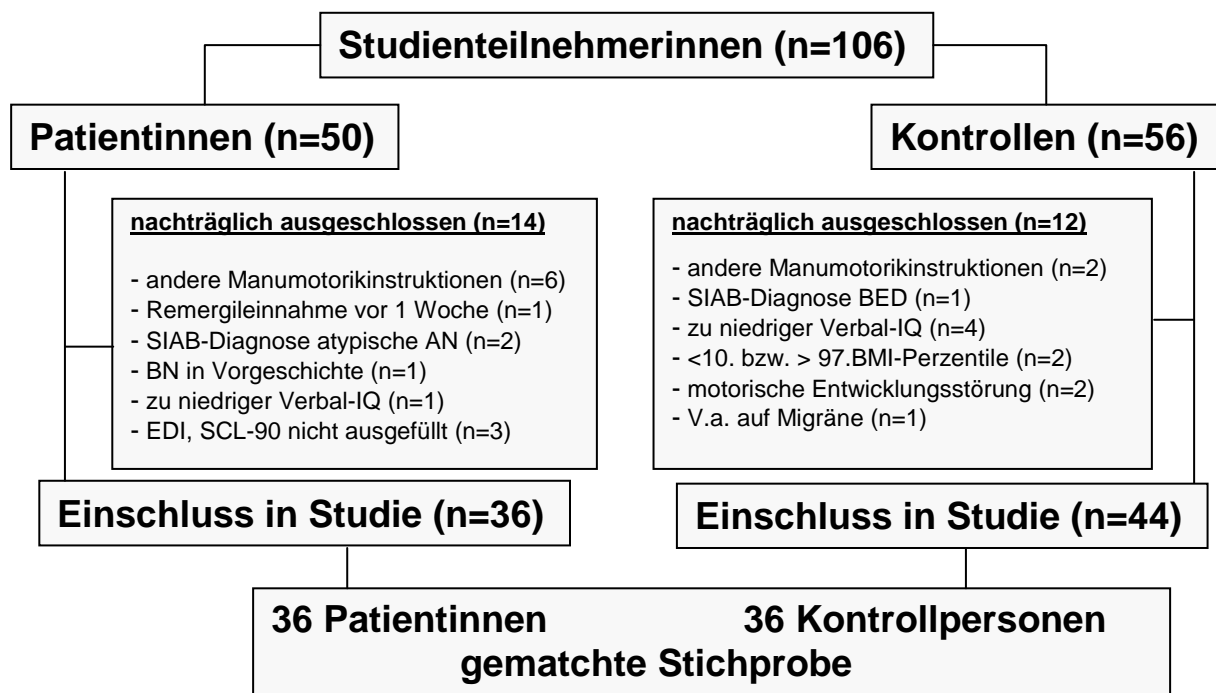 Studienteilnehmerinnen (n=106)
Patientinnen (n=50)
Kontrollen (n=56)
nachträglich ausgeschlossen (n=14)
- andere Manumotorikinstruktionen (n=6)
- Remergileinnahme vor 1 Woche (n=1)
- SIAB-Diagnose atypische AN (n=2)
- BN in Vorgeschichte (n=1)
- zu niedriger Verbal-IQ (n=1)
- EDI, SCL-90 nicht ausgefüllt (n=3)
nachträglich ausgeschlossen (n=12)
- andere Manumotorikinstruktionen (n=2)
- SIAB-Diagnose BED (n=1)
- zu niedriger Verbal-IQ (n=4)
- <10. bzw. > 97.BMI-Perzentile (n=2)
- motorische Entwicklungsstörung (n=2)
- V.a. auf Migräne (n=1)
Einschluss in Studie (n=36)
Einschluss in Studie (n=44)
36 Patientinnen 36 Kontrollpersonen
gematchte Stichprobe